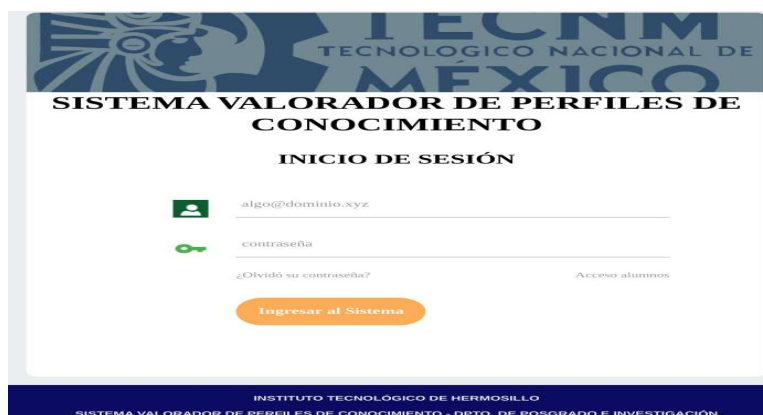 TECNM
TECNOLÓGICO NACIONAL DE
MÉXICO
SISTEMA VALORADOR DE PERFILES DE
CONOCIMIENTO
INICIO DE SESIÓN
algo@dominio.xyz
contraseña
¿Olvidó su contraseña? Acceso alumnos
Ingresar al Sistema
INSTITUTO TECNOLÓGICO DE HERMOSILLO
SISTEMA VALORADOR DE PERFILES DE CONOCIMIENTO - DPTO. DE POSGRADO E INVESTIGACIÓN